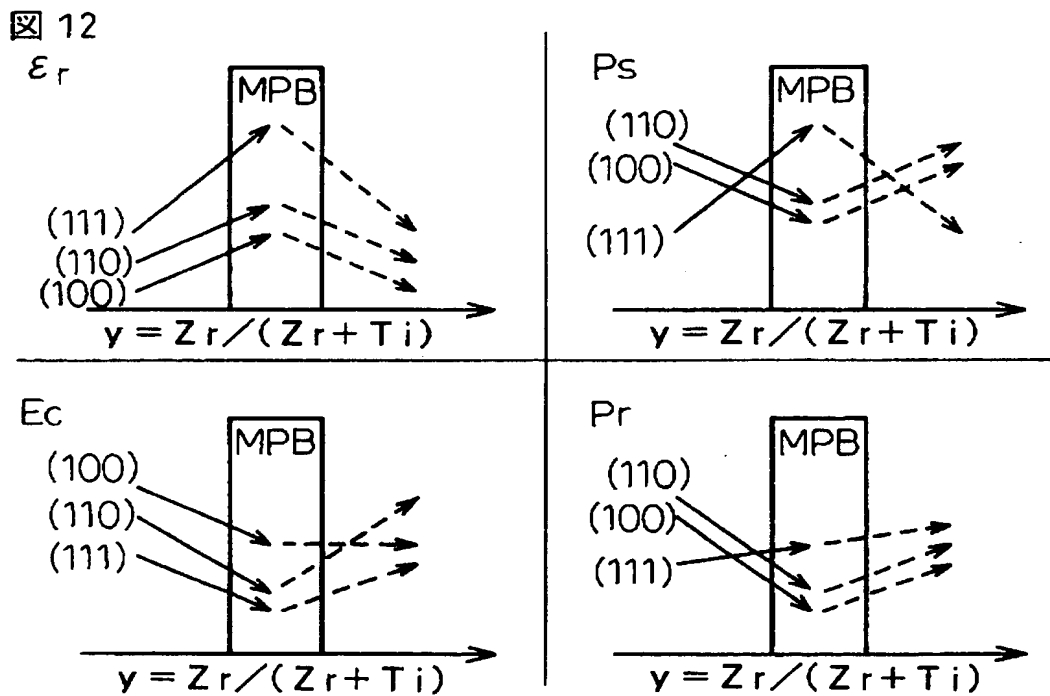 図 12
εr
MPB
(111)
(110)
(100)
y = Zr/(Zr+Ti)
Ps
MPB
(110)
(100)
(111)
y = Zr/(Zr+Ti)
Ec
MPB
(100)
(110)
(111)
y = Zr/(Zr+Ti)
Pr
MPB
(110)
(100)
(111)
y = Zr/(Zr+Ti)